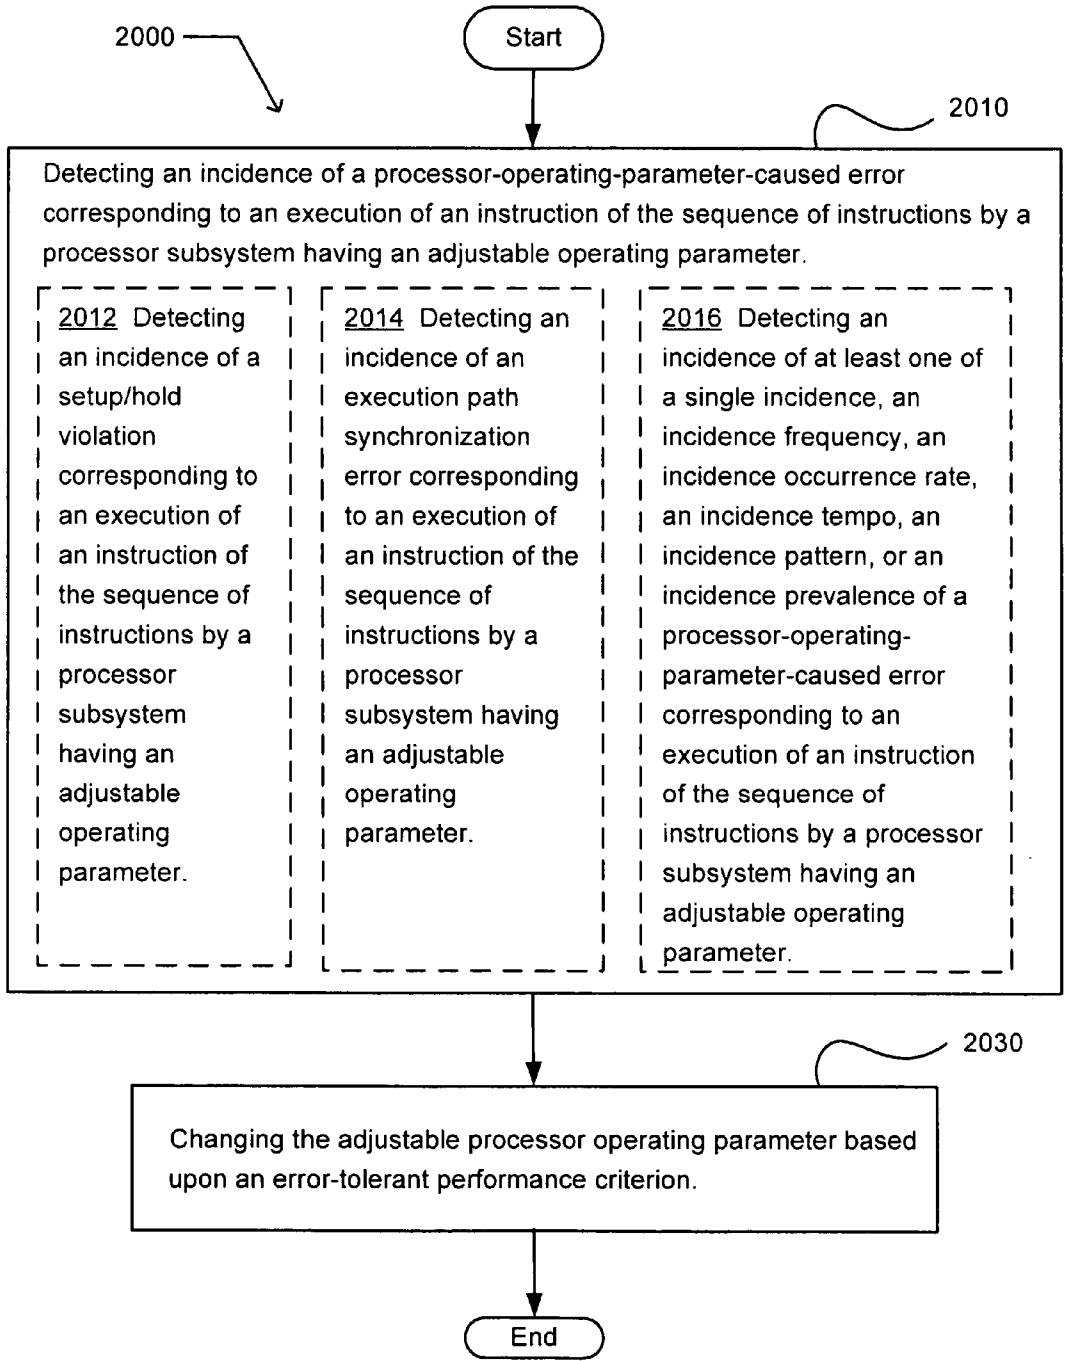 2000
Start
2010
Detecting an incidence of a processor-operating-parameter-caused error
corresponding to an execution of an instruction of the sequence of instructions by a
processor subsystem having an adjustable operating parameter.
2012 Detecting
an incidence of a
setup/hold
violation
corresponding to
an execution of
an instruction of
the sequence of
instructions by a
processor
subsystem
having an
adjustable
operating
parameter.
2014 Detecting an
incidence of an
execution path
synchronization
error corresponding
to an execution of
an instruction of the
sequence of
instructions by a
processor
subsystem having
an adjustable
operating
parameter.
2016 Detecting an
incidence of at least one of
a single incidence, an
incidence frequency, an
incidence occurrence rate,
an incidence tempo, an
incidence pattern, or an
incidence prevalence of a
processor-operating-
parameter-caused error
corresponding to an
execution of an instruction
of the sequence of
instructions by a processor
subsystem having an
adjustable operating
parameter.
2030
Changing the adjustable processor operating parameter based
upon an error-tolerant performance criterion.
End